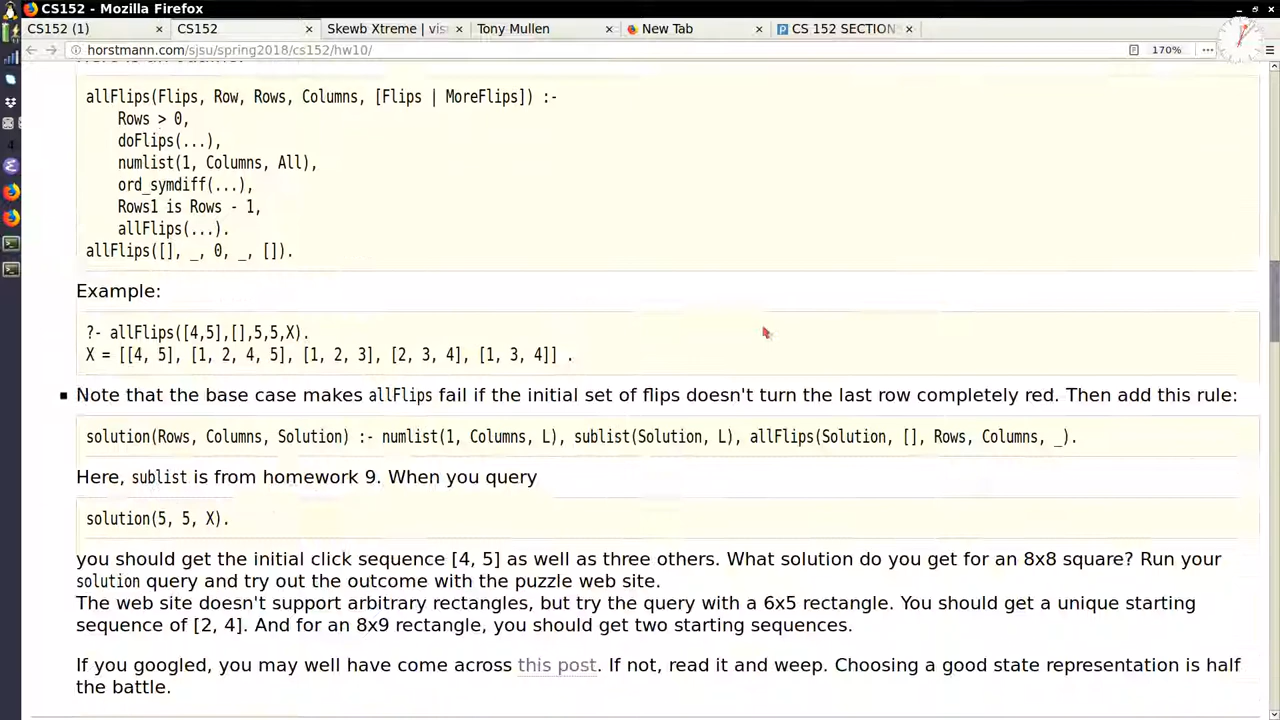 CS152 - Mozilla Firefox
CS152 (1) × CS152 × Skewb Xtreme | vis × Tony Mullen × New Tab × CS 152 SECTION ×
horstmann.com/sjsu/spring2018/cs152/hw10/ 170%
allFlips(Flips, Row, Rows, Columns, [Flips | MoreFlips]) :-
Rows > 0,
doFlips(...),
numlist(1, Columns, All),
ord_symdiff(...),
Rows1 is Rows - 1,
allFlips(...).
allFlips([], _, 0, _, []).
Example:
?- allFlips([4,5],[],5,5,X).
X = [[4, 5], [1, 2, 4, 5], [1, 2, 3], [2, 3, 4], [1, 3, 4]] .
Note that the base case makes allFlips fail if the initial set of flips doesn't turn the last row completely red. Then add this rule:
solution(Rows, Columns, Solution) :- numlist(1, Columns, L), sublist(Solution, L), allFlips(Solution, [], Rows, Columns, _).
Here, sublist is from homework 9. When you query
solution(5, 5, X).
you should get the initial click sequence [4, 5] as well as three others. What solution do you get for an 8x8 square? Run your
solution query and try out the outcome with the puzzle web site.
The web site doesn't support arbitrary rectangles, but try the query with a 6x5 rectangle. You should get a unique starting
sequence of [2, 4]. And for an 8x9 rectangle, you should get two starting sequences.
If you googled, you may well have come across this post. If not, read it and weep. Choosing a good state representation is half
the battle.